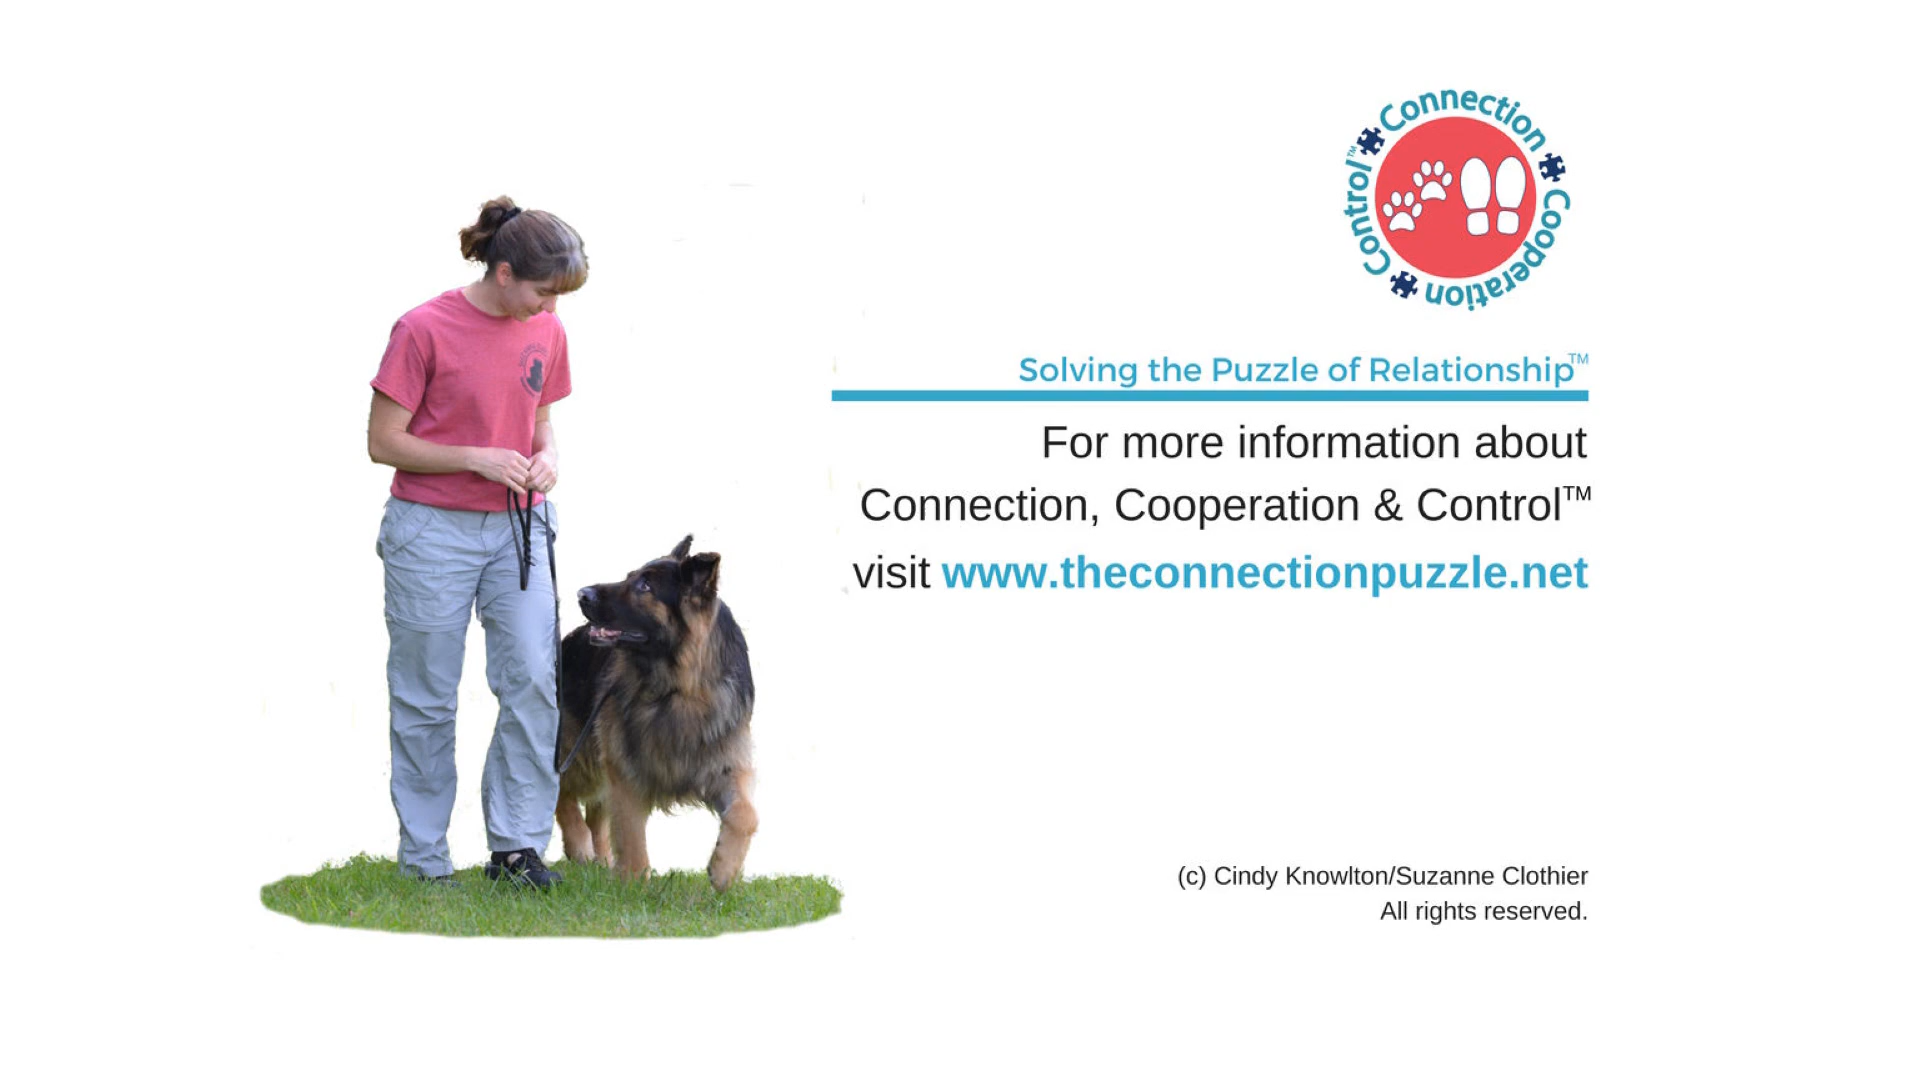 Connection
Cooperation
Control™
Solving the Puzzle of Relationship™
For more information about
Connection, Cooperation & Control™
visit www.theconnectionpuzzle.net
(c) Cindy Knowlton/Suzanne Clothier
All rights reserved.